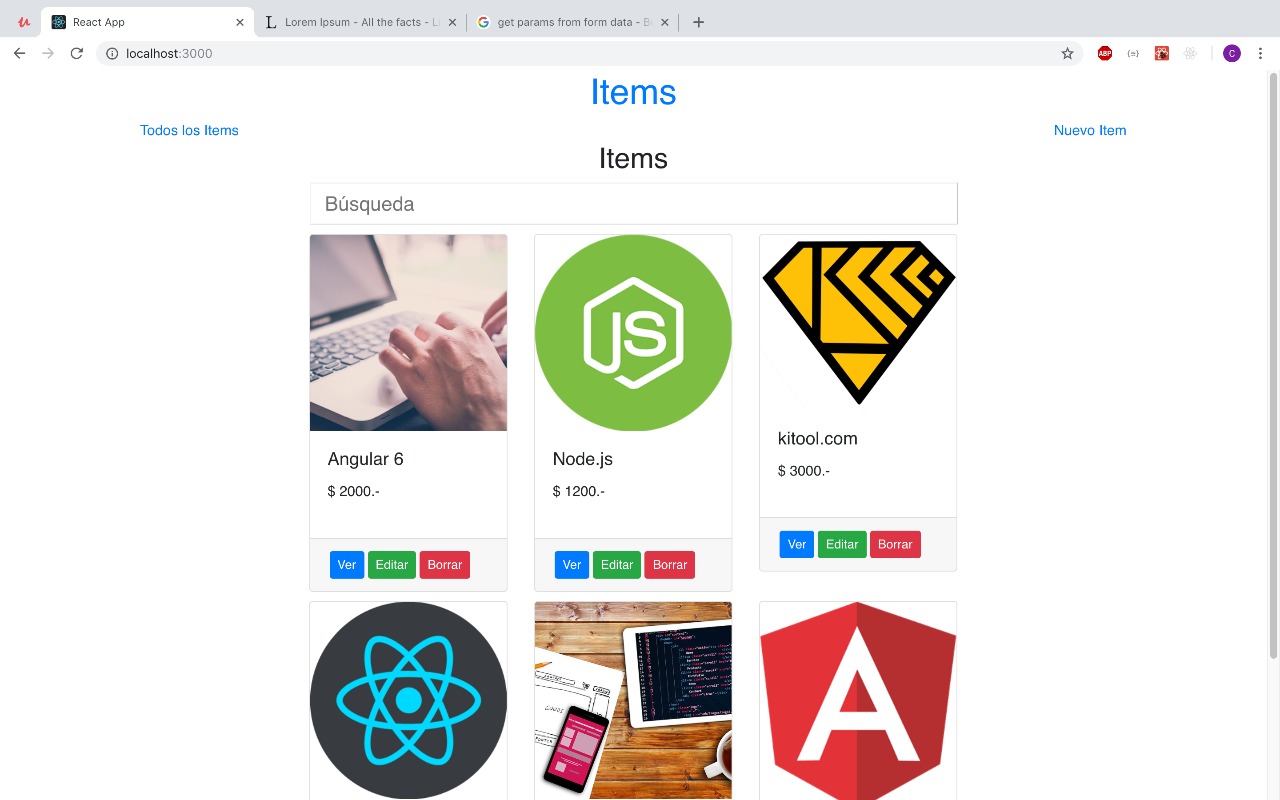 React App
Lorem Ipsum - All the facts - L
get params from form data - B
localhost:3000
ABP
{=}
C
Items
Todos los Items
Nuevo Item
Items
Búsqueda
JS
Angular 6
Node.js
kitool.com
$ 2000.-
$ 1200.-
$ 3000.-
Ver Editar Borrar
Ver Editar Borrar
Ver Editar Borrar
A